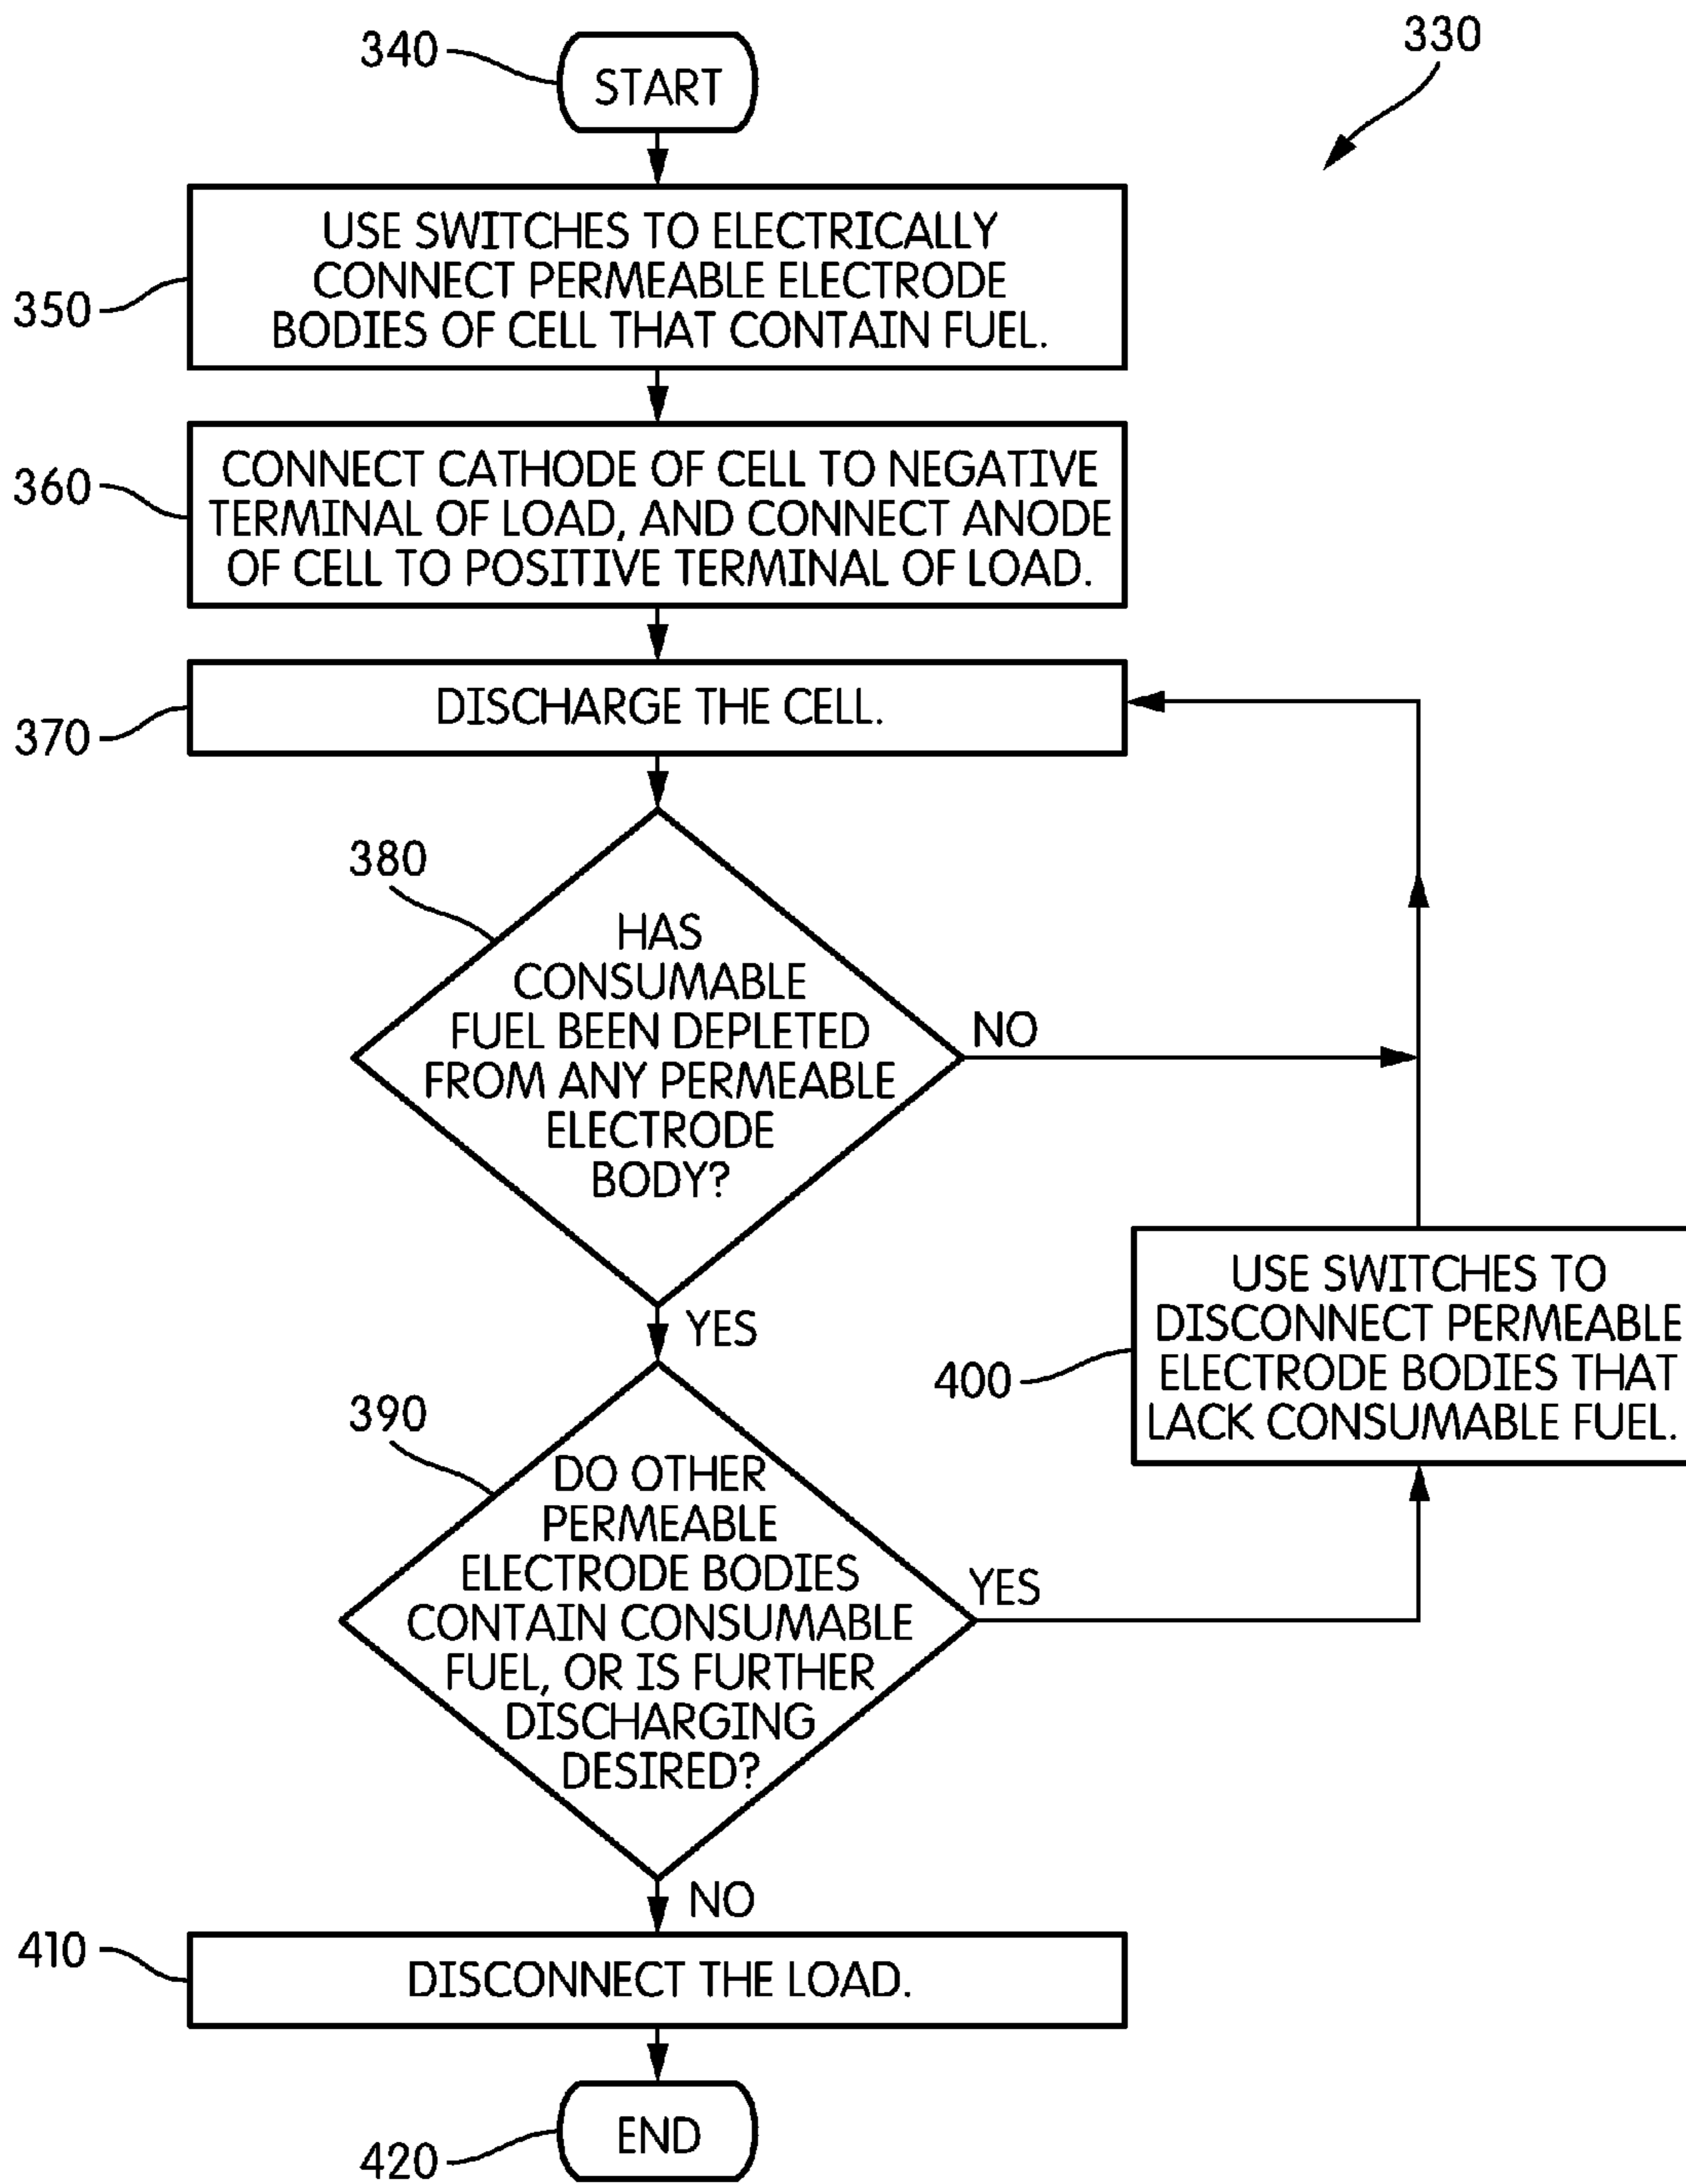 330
340
START
350
USE SWITCHES TO ELECTRICALLY
CONNECT PERMEABLE ELECTRODE
BODIES OF CELL THAT CONTAIN FUEL.
360
CONNECT CATHODE OF CELL TO NEGATIVE
TERMINAL OF LOAD, AND CONNECT ANODE
OF CELL TO POSITIVE TERMINAL OF LOAD.
370
DISCHARGE THE CELL.
380
HAS
CONSUMABLE
FUEL BEEN DEPLETED
FROM ANY PERMEABLE
ELECTRODE
BODY?
NO
YES
390
DO OTHER
PERMEABLE
ELECTRODE BODIES
CONTAIN CONSUMABLE
FUEL, OR IS FURTHER
DISCHARGING
DESIRED?
YES
400
USE SWITCHES TO
DISCONNECT PERMEABLE
ELECTRODE BODIES THAT
LACK CONSUMABLE FUEL.
NO
410
DISCONNECT THE LOAD.
420
END